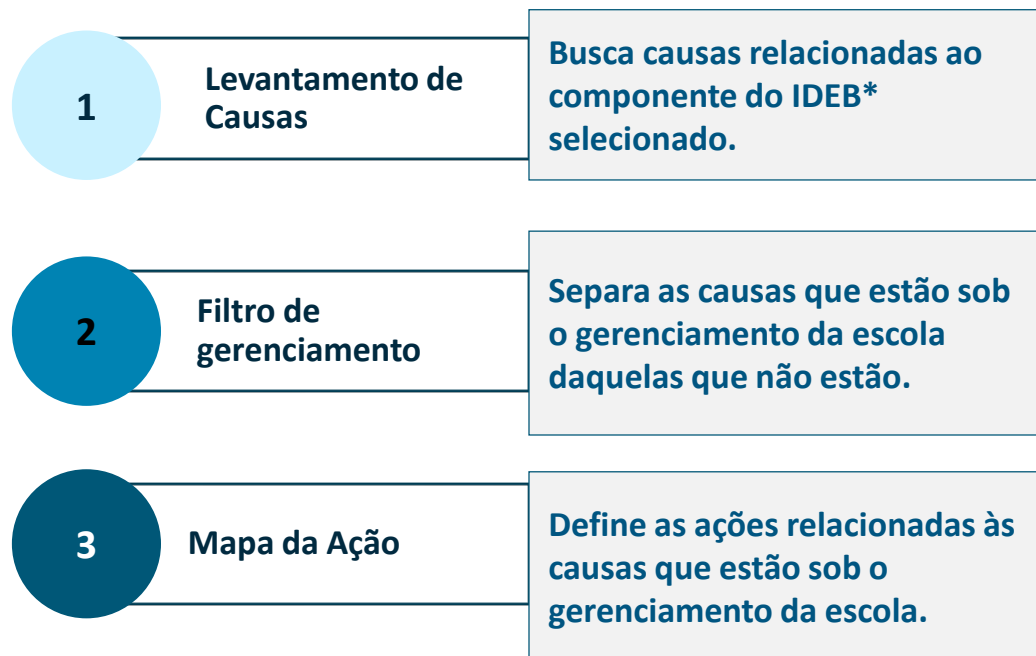 1
Levantamento de
Causas
Busca causas relacionadas ao
componente do IDEB*
selecionado.
2
Filtro de
gerenciamento
Separa as causas que estão sob
o gerenciamento da escola
daquelas que não estão.
3
Mapa da Ação
Define as ações relacionadas às
causas que estão sob o
gerenciamento da escola.